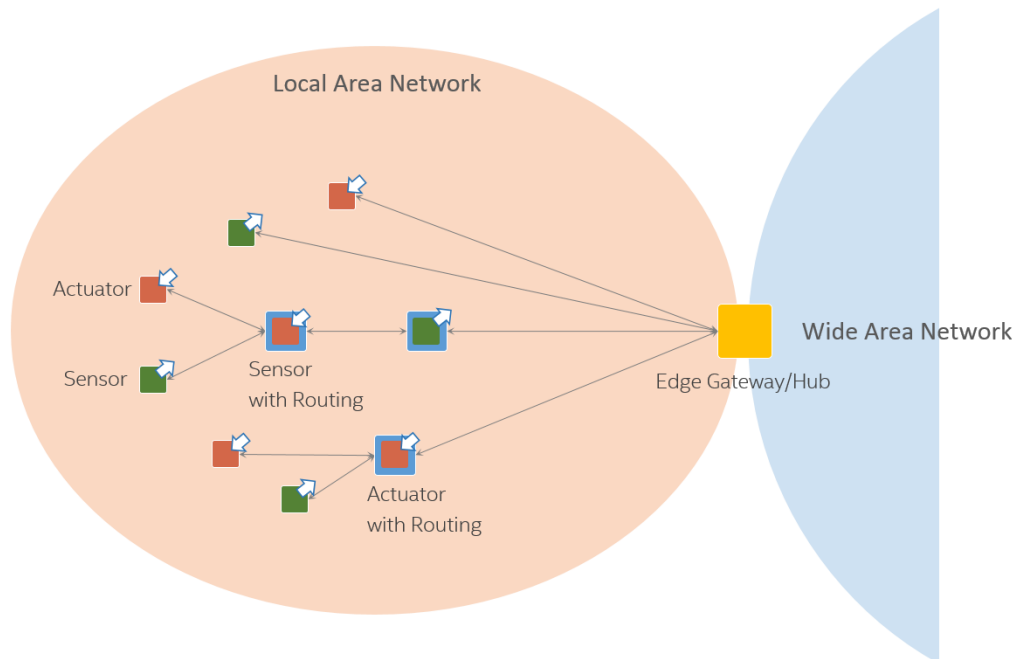 Local Area Network
Actuator
Sensor
Sensor
with Routing
Actuator
with Routing
Edge Gateway/Hub
Wide Area Network